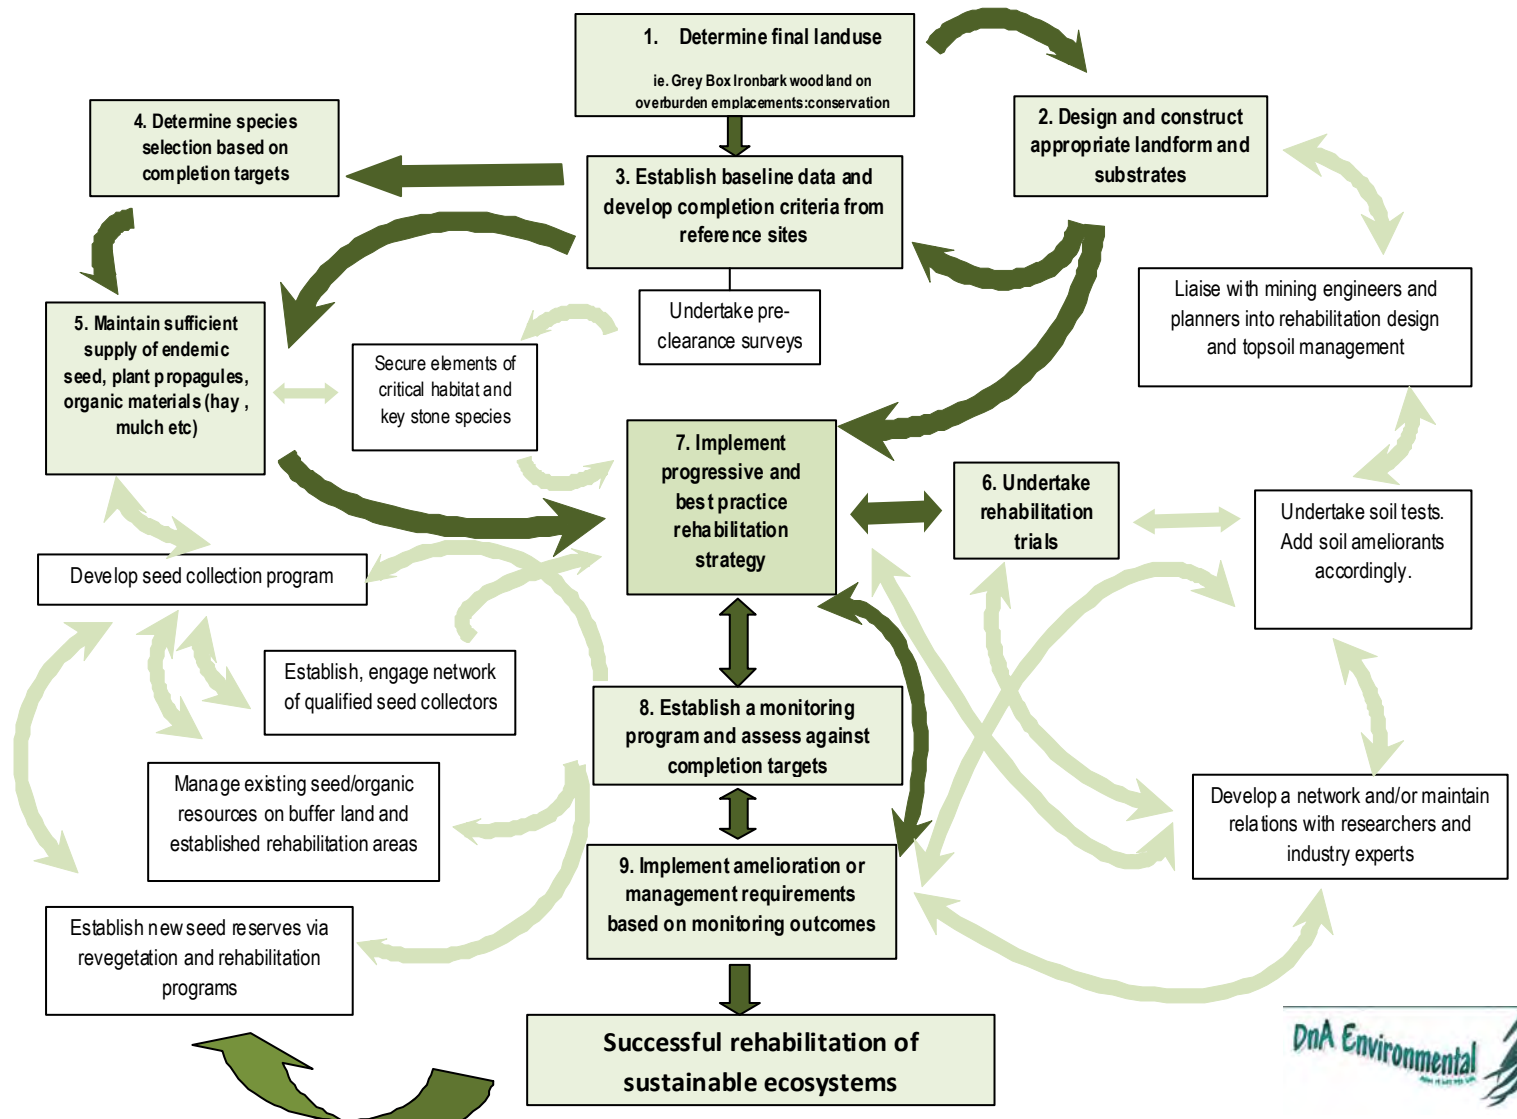 1. Determine final landuse
ie. Grey Box Ironbark woodland on
overburden emplacements:conservation
2. Design and construct
appropriate landform and
substrates
4. Determine species
selection based on
completion targets
3. Establish baseline data and
develop completion criteria from
reference sites
Liaise with mining engineers and
planners into rehabilitation design
and topsoil management
Undertake pre-
clearance surveys
5. Maintain sufficient
supply of endemic
seed, plant propagules,
organic materials (hay ,
mulch etc)
Secure elements of
critical habitat and
key stone species
7. Implement
progressive and
best practice
rehabilitation
strategy
6. Undertake
rehabilitation
trials
Undertake soil tests.
Add soil ameliorants
accordingly.
Develop seed collection program
Establish, engage network
of qualified seed collectors
8. Establish a monitoring
program and assess against
completion targets
Manage existing seed/organic
resources on buffer land and
established rehabilitation areas
Develop a network and/or maintain
relations with researchers and
industry experts
9. Implement amelioration or
management requirements
based on monitoring outcomes
Establish new seed reserves via
revegetation and rehabilitation
programs
Successful rehabilitation of
sustainable ecosystems
DnA Environmental